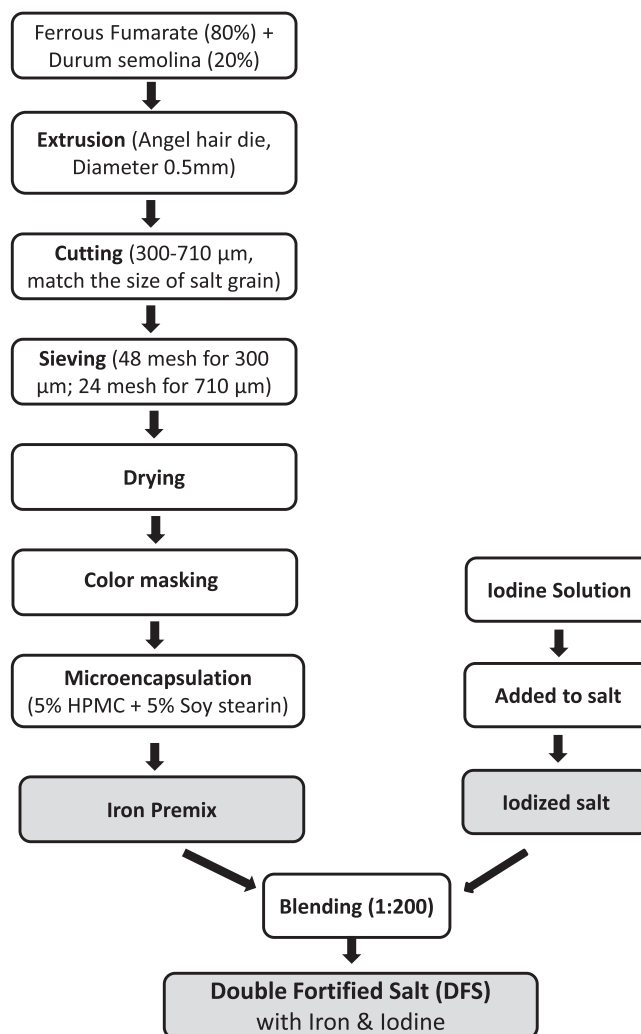 Ferrous Fumarate (80%) +
Durum semolina (20%)
Extrusion (Angel hair die,
Diameter 0.5mm)
Cutting (300-710 μm,
match the size of salt grain)
Sieving (48 mesh for 300
μm; 24 mesh for 710 μm)
Drying
Color masking
Microencapsulation
(5% HPMC + 5% Soy stearin)
Iron Premix
Iodine Solution
Added to salt
Iodized salt
Blending (1:200)
Double Fortified Salt (DFS)
with Iron & Iodine